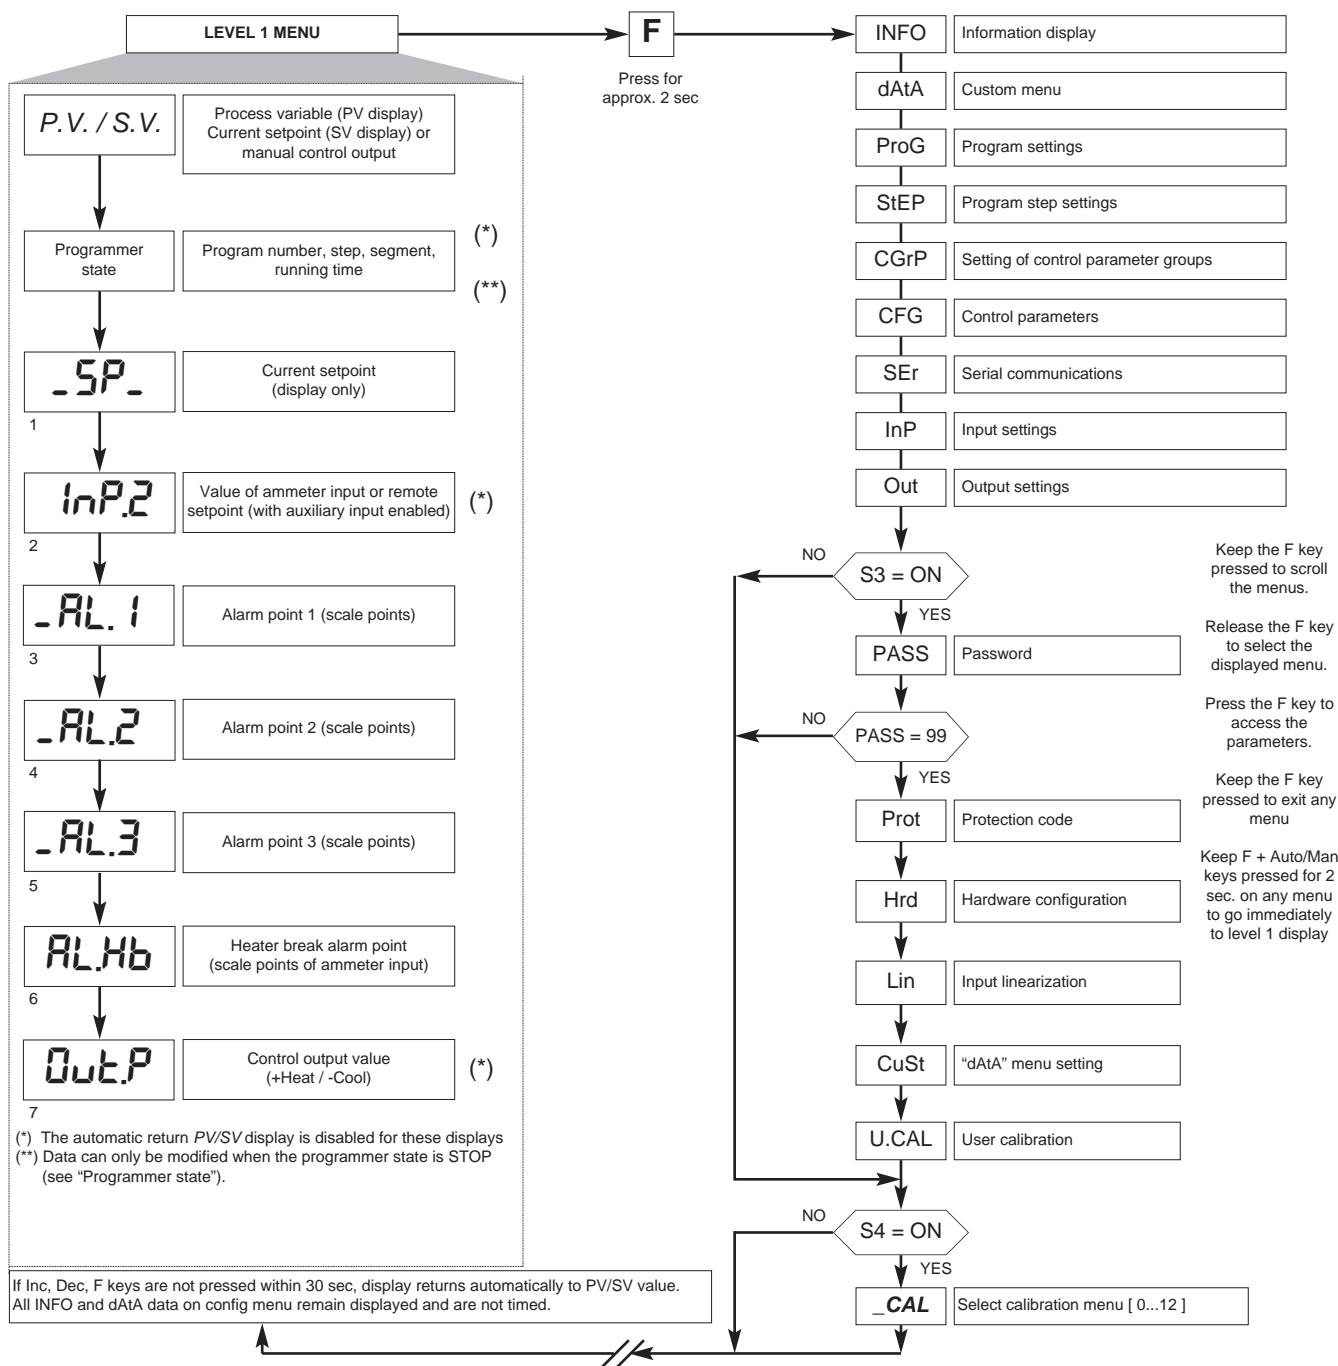 LEVEL 1 MENU
F
Press for
approx. 2 sec
P.V. / S.V.
Process variable (PV display)
Current setpoint (SV display) or
manual control output
Programmer
state
Program number, step, segment,
running time
(*)
(**)
_SP_
Current setpoint
(display only)
1
InP.2
Value of ammeter input or remote
setpoint (with auxiliary input enabled)
(*)
2
_AL. 1
Alarm point 1 (scale points)
3
_AL.2
Alarm point 2 (scale points)
4
_AL.3
Alarm point 3 (scale points)
5
AL.Hb
Heater break alarm point
(scale points of ammeter input)
6
Out.P
Control output value
(+Heat / -Cool)
(*)
7
(*) The automatic return PV/SV display is disabled for these displays
(**) Data can only be modified when the programmer state is STOP
(see “Programmer state”).
If Inc, Dec, F keys are not pressed within 30 sec, display returns automatically to PV/SV value.
All INFO and dAtA data on config menu remain displayed and are not timed.
INFO Information display
dAtA Custom menu
ProG Program settings
StEP Program step settings
CGrP Setting of control parameter groups
CFG Control parameters
SEr Serial communications
InP Input settings
Out Output settings
NO
S3 = ON
YES
PASS Password
NO
PASS = 99
YES
Prot Protection code
Hrd Hardware configuration
Lin Input linearization
CuSt “dAtA” menu setting
U.CAL User calibration
NO
S4 = ON
YES
_CAL Select calibration menu [ 0...12 ]
Keep the F key
pressed to scroll
the menus.
Release the F key
to select the
displayed menu.
Press the F key to
access the
parameters.
Keep the F key
pressed to exit any
menu
Keep F + Auto/Man
keys pressed for 2
sec. on any menu
to go immediately
to level 1 display